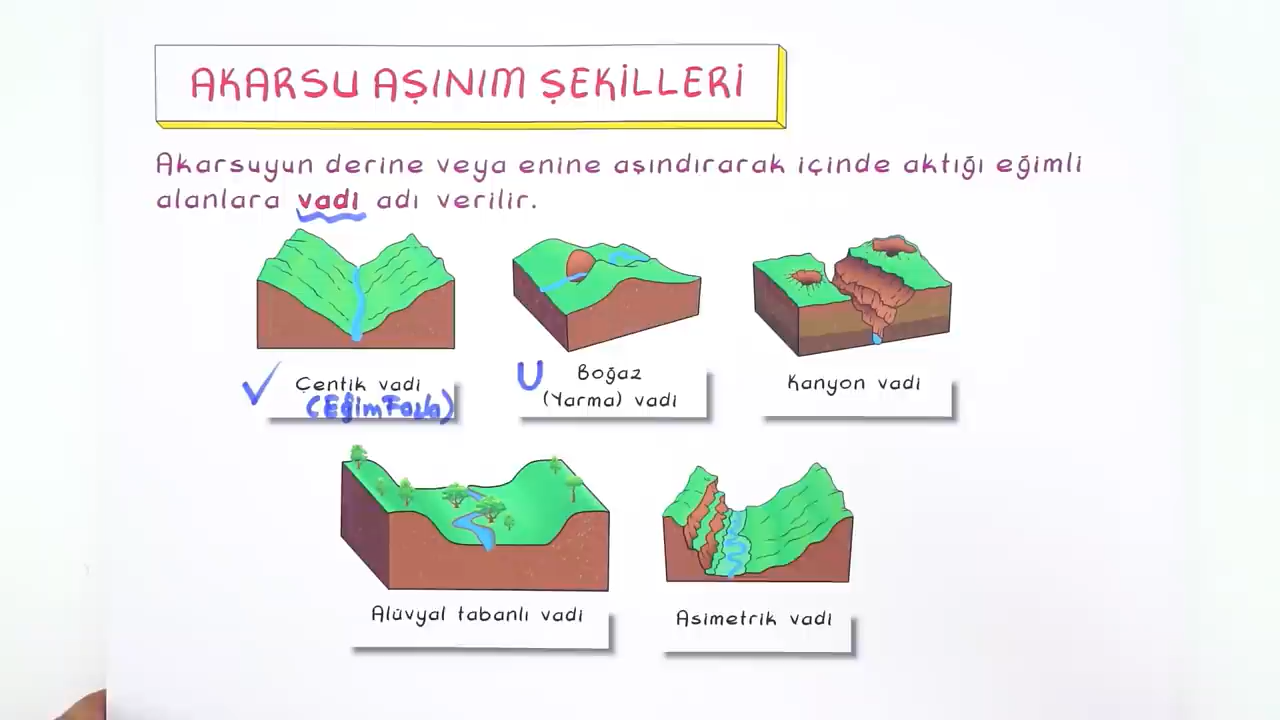 AKARSU AŞINIM ŞEKİLLERİ
Akarsuyun derine veya enine aşındırarak içinde aktığı eğimli
alanlara vadi adı verilir.
Çentik vadi
(Eğim Fazla)
U
Boğaz
(Yarma) vadi
Kanyon vadi
Alüvyal tabanlı vadi
Asimetrik vadi